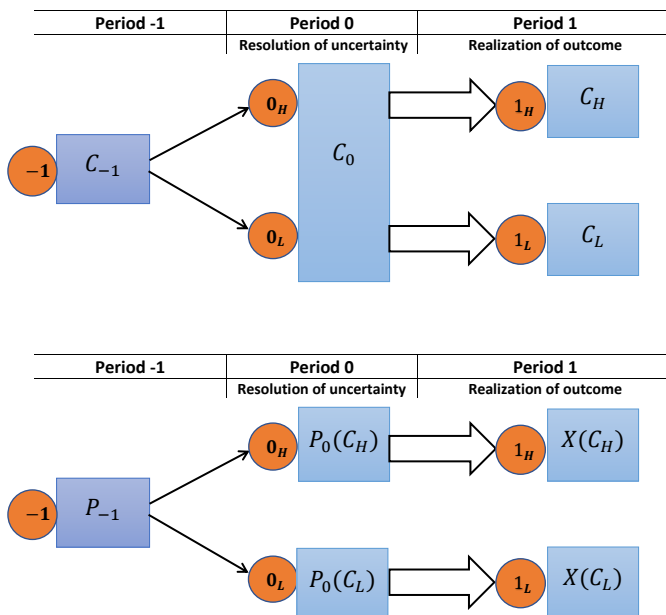 Period -1 Period 0 Period 1
Resolution of uncertainty Realization of outcome
0_H 1_H C_H
−1 C_{−1} C_0
0_L 1_L C_L
Period -1 Period 0 Period 1
Resolution of uncertainty Realization of outcome
0_H P_0(C_H) 1_H X(C_H)
−1 P_{−1}
0_L P_0(C_L) 1_L X(C_L)